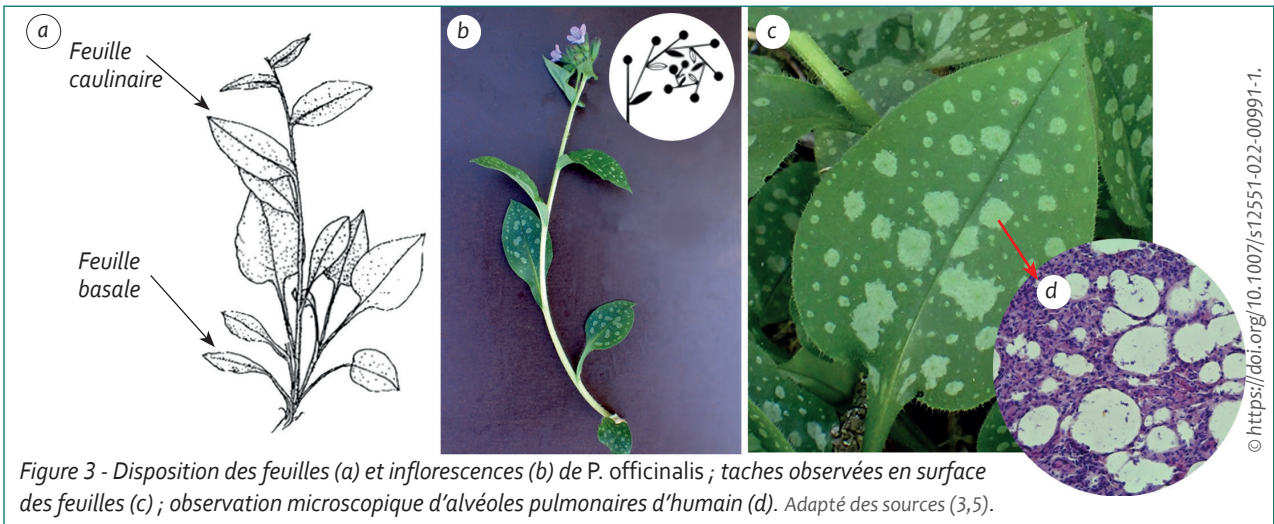 a
Feuille
caulinaire
Feuille
basale
b
c
d
© https://doi.org/10.1007/s12551-022-00991-1.
Figure 3 - Disposition des feuilles (a) et inflorescences (b) de P. officinalis ; taches observées en surface
des feuilles (c) ; observation microscopique d’alvéoles pulmonaires d’humain (d). Adapté des sources (3,5).